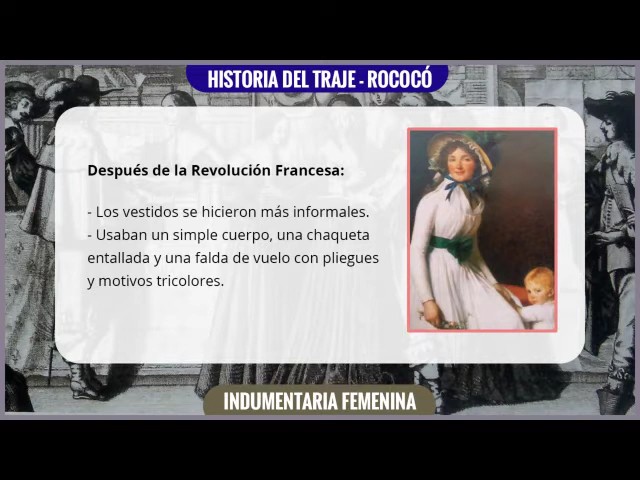 HISTORIA DEL TRAJE - ROCOCÓ
Después de la Revolución Francesa:
- Los vestidos se hicieron más informales.
- Usaban un simple cuerpo, una chaqueta
entallada y una falda de vuelo con pliegues
y motivos tricolores.
INDUMENTARIA FEMENINA